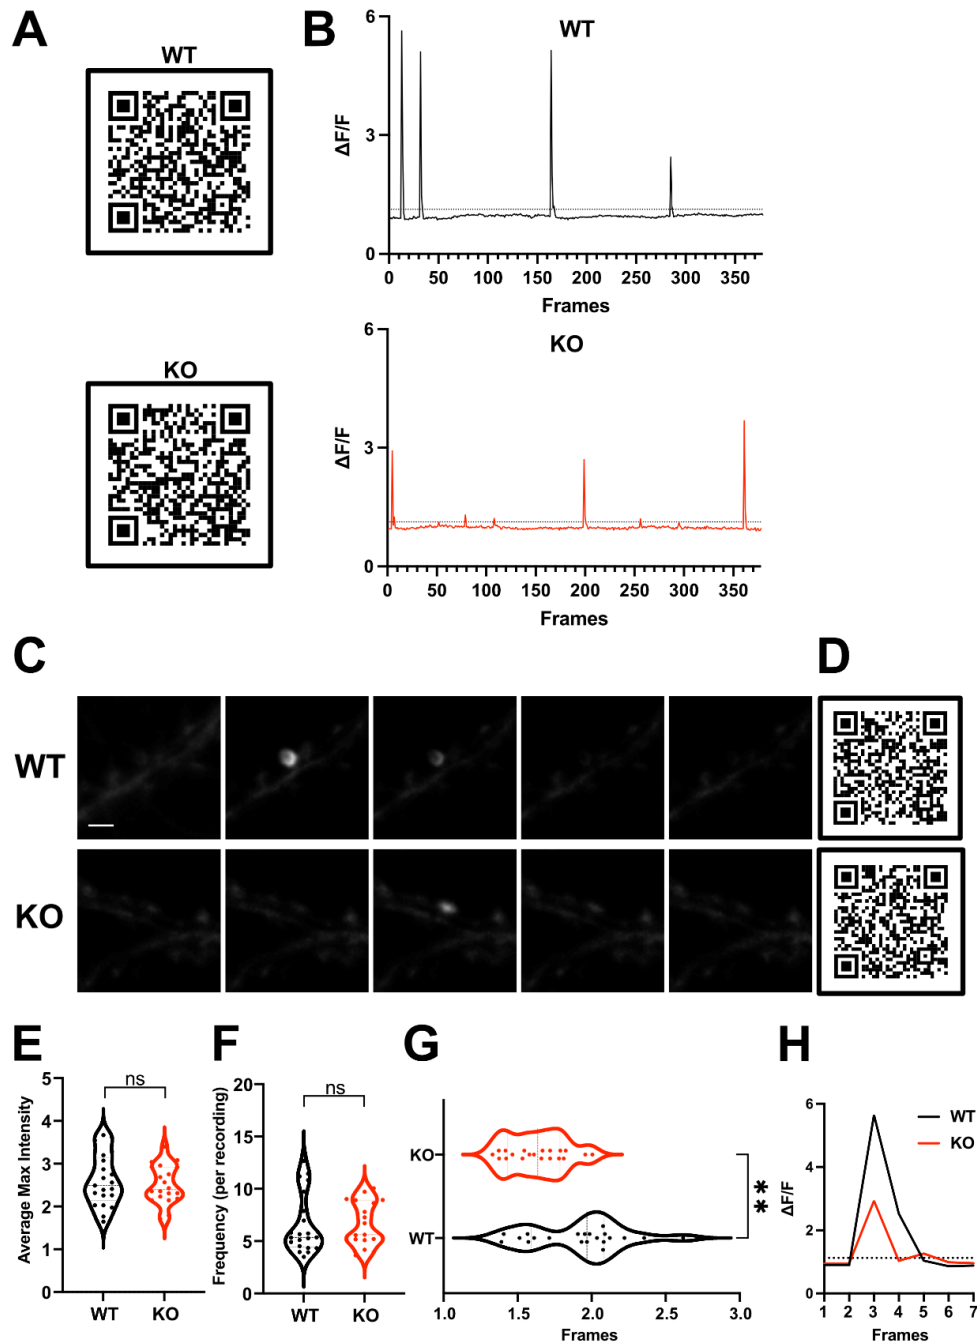 A
B
WT
6
WT
3
ΔF/F
0
0 50 100 150 200 250 300 350
Frames
KO
6
KO
3
ΔF/F
0
0 50 100 150 200 250 300 350
Frames
C
D
WT
KO
E
F
G
H
ns
5
4
3
2
1
0
Average Max Intensity
WT KO
ns
20
15
10
5
0
Frequency (per recording)
WT KO
KO
WT
**
1.0 1.5 2.0 2.5 3.0
Frames
WT
KO
6
4
2
0
ΔF/F
1 2 3 4 5 6 7
Frames